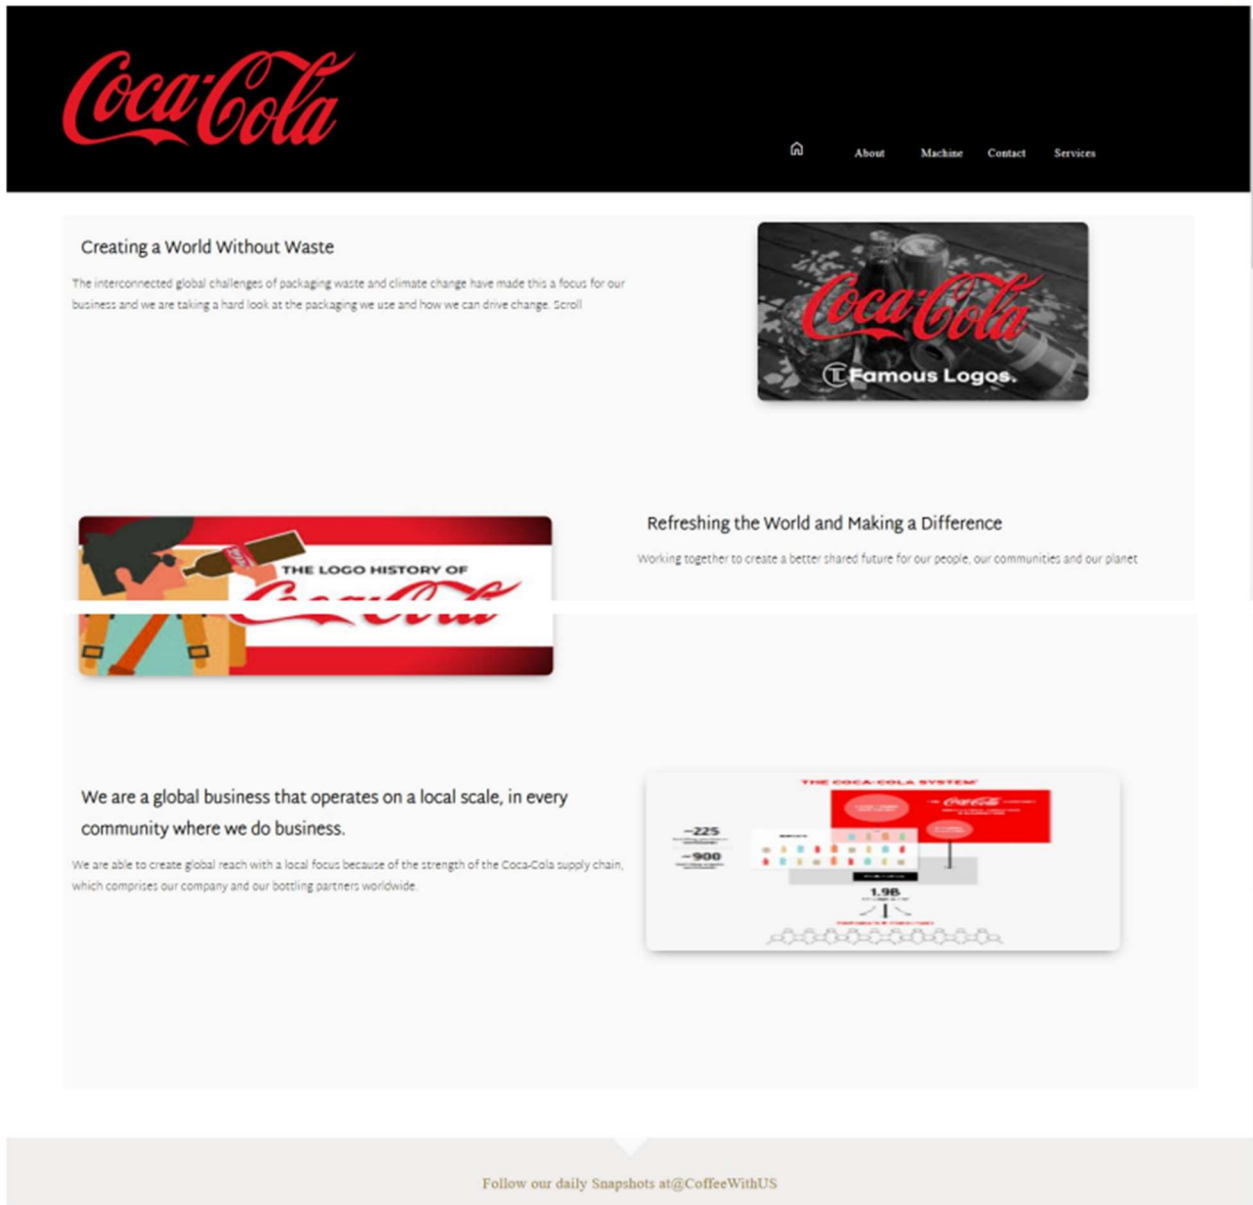 Coca-Cola
About Machine Contact Services
Creating a World Without Waste
The interconnected global challenges of packaging waste and climate change have made this a focus for our
business and we are taking a hard look at the packaging we use and how we can drive change. Scroll
Coca-Cola
Famous Logos.
THE LOGO HISTORY OF
Coca-Cola
Refreshing the World and Making a Difference
Working together to create a better shared future for our people, our communities and our planet
We are a global business that operates on a local scale, in every
community where we do business.
We are able to create global reach with a local focus because of the strength of the Coca-Cola supply chain,
which comprises our company and our bottling partners worldwide.
THE COCA-COLA SYSTEM
Coca-Cola
~225
~900
1.9B
Follow our daily Snapshots at@CoffeeWithUS